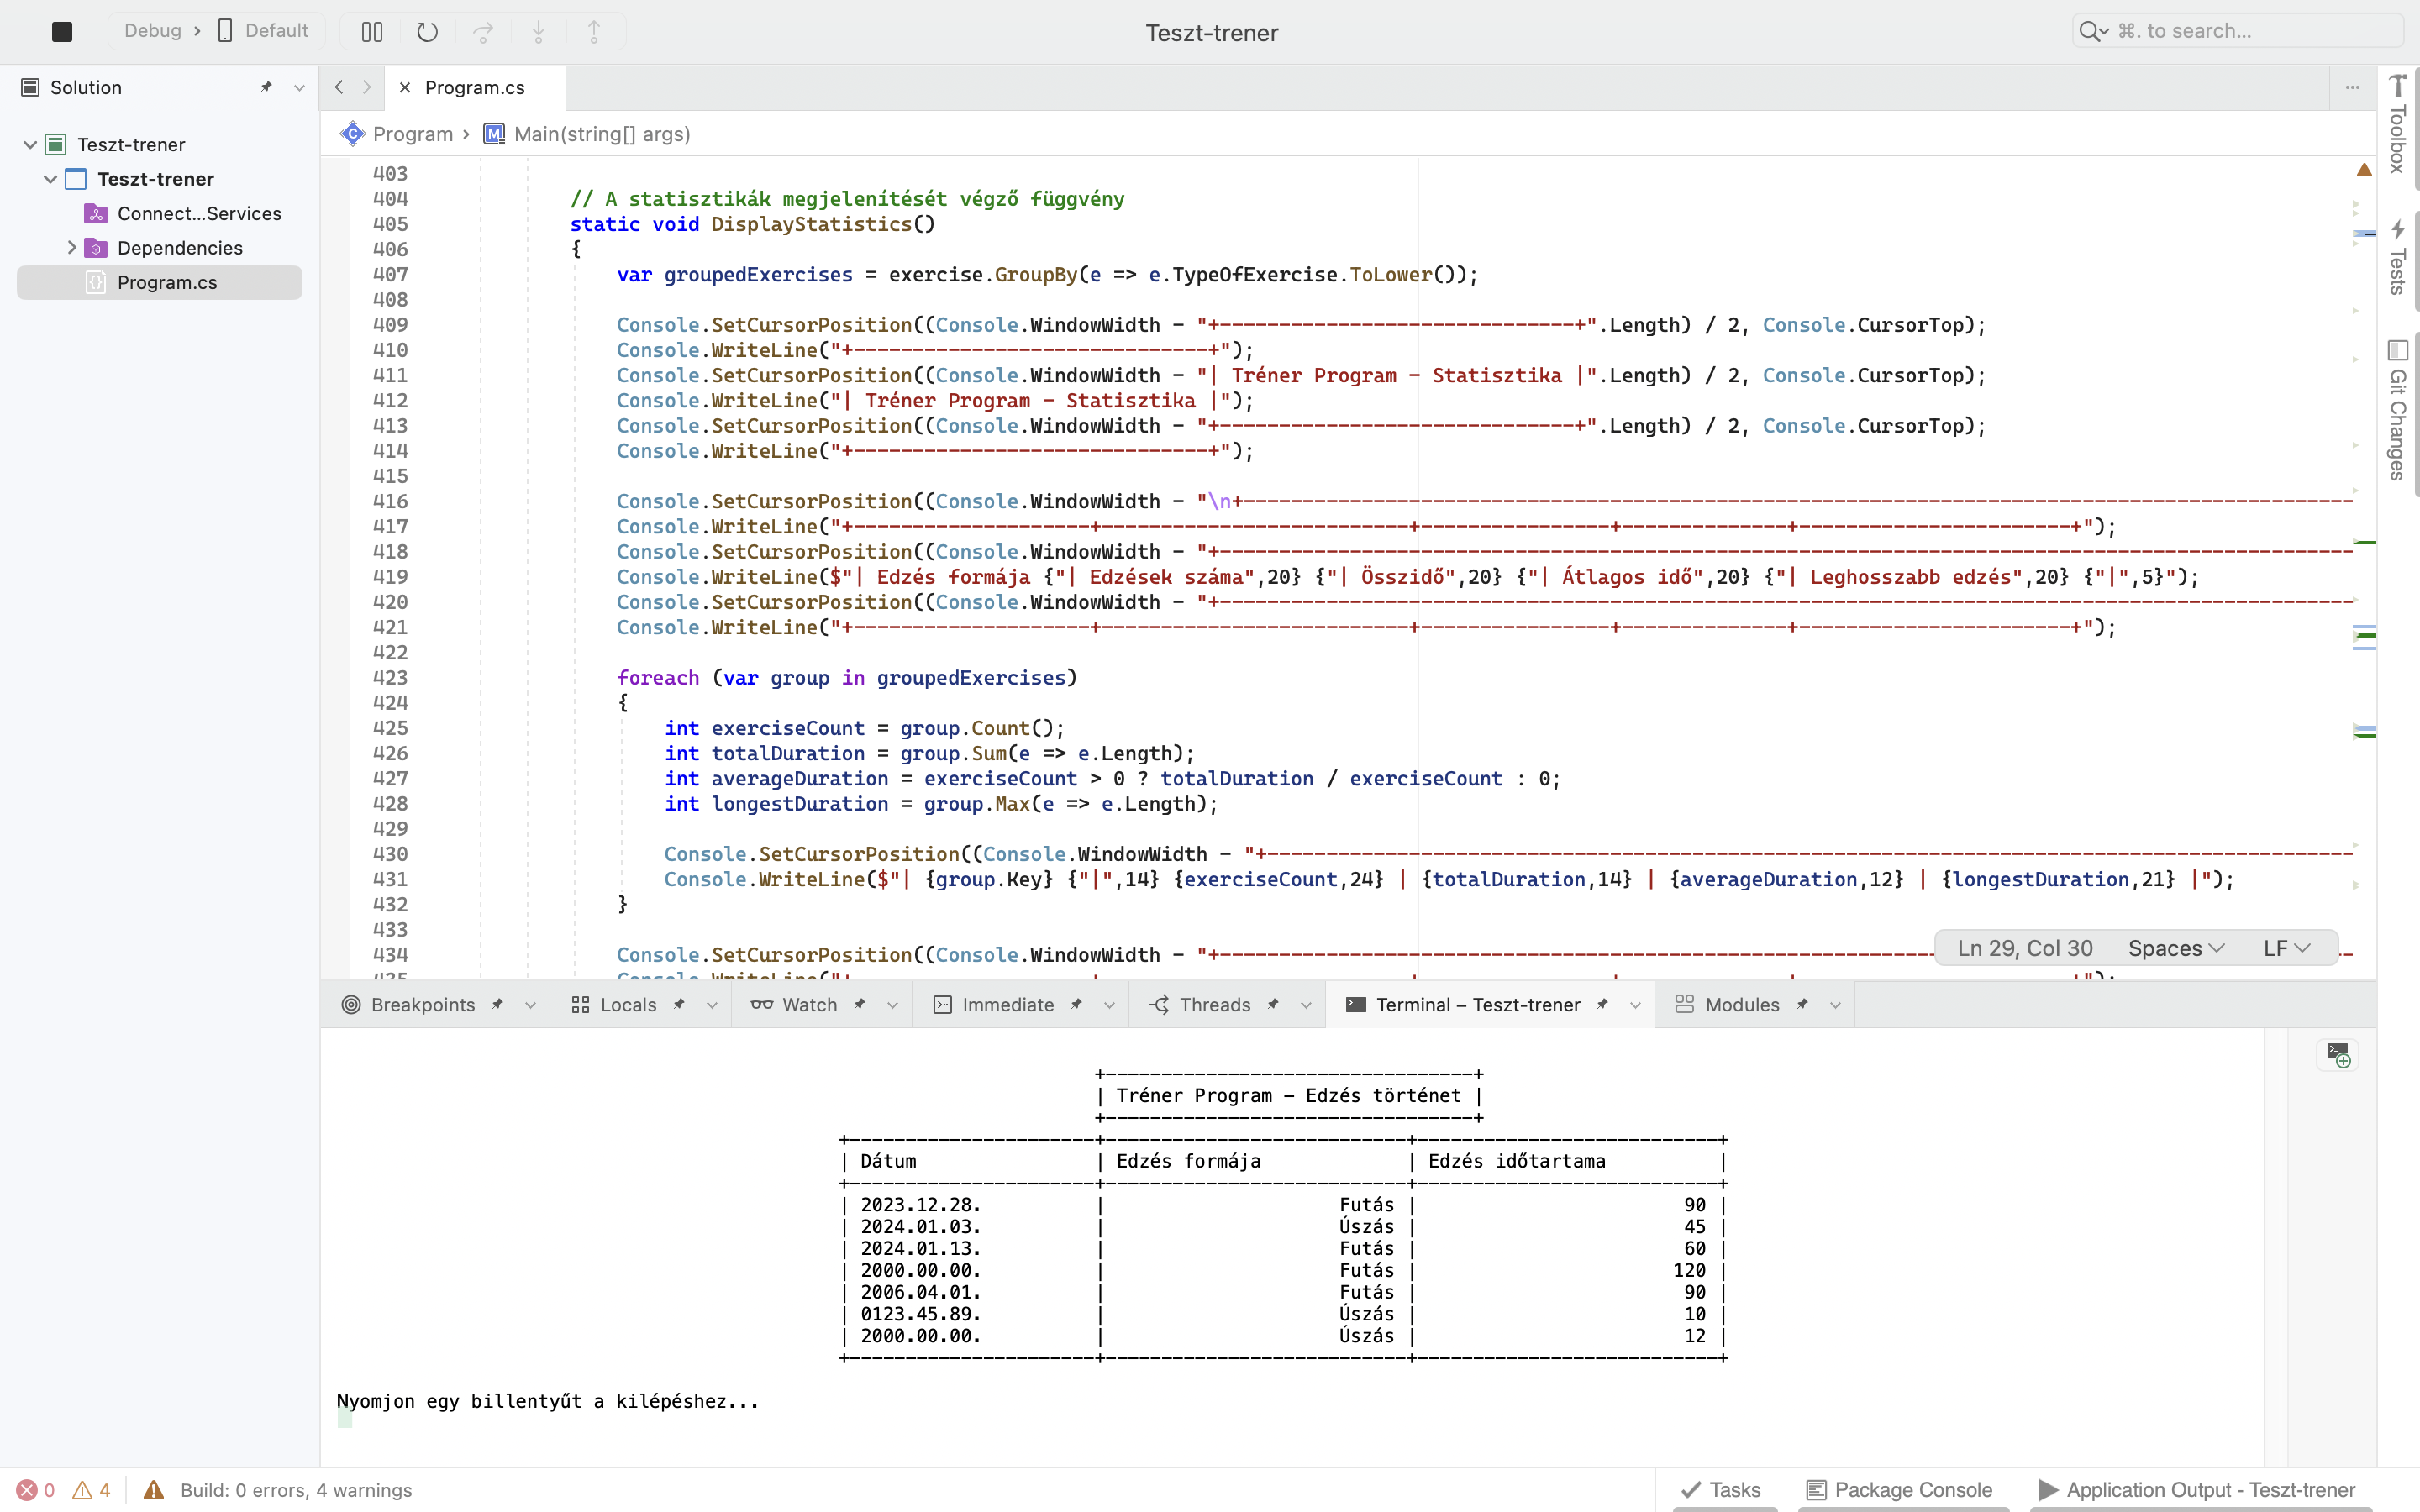 Debug › Default
Teszt-trener
⌘. to search...
Solution
Program.cs
Program › Main(string[] args)
Teszt-trener
Teszt-trener
Connect...Services
Dependencies
Program.cs
403
404 // A statisztikák megjelenítését végző függvény
405 static void DisplayStatistics()
406 {
407 var groupedExercises = exercise.GroupBy(e => e.TypeOfExercise.ToLower());
408
409 Console.SetCursorPosition((Console.WindowWidth - "+------------------------------+".Length) / 2, Console.CursorTop);
410 Console.WriteLine("+------------------------------+");
411 Console.SetCursorPosition((Console.WindowWidth - "| Tréner Program - Statisztika |".Length) / 2, Console.CursorTop);
412 Console.WriteLine("| Tréner Program - Statisztika |");
413 Console.SetCursorPosition((Console.WindowWidth - "+------------------------------+".Length) / 2, Console.CursorTop);
414 Console.WriteLine("+------------------------------+");
415
416 Console.SetCursorPosition((Console.WindowWidth - "\n+----------------------------------------------------------------------------------------------
417 Console.WriteLine("+--------------------+--------------------------+----------------+--------------+-----------------------+");
418 Console.SetCursorPosition((Console.WindowWidth - "+------------------------------------------------------------------------------------------------
419 Console.WriteLine($"| Edzés formája {"| Edzések száma",20} {"| Összidő",20} {"| Átlagos idő",20} {"| Leghosszabb edzés",20} {"|",5}");
420 Console.SetCursorPosition((Console.WindowWidth - "+------------------------------------------------------------------------------------------------
421 Console.WriteLine("+--------------------+--------------------------+----------------+--------------+-----------------------+");
422
423 foreach (var group in groupedExercises)
424 {
425 int exerciseCount = group.Count();
426 int totalDuration = group.Sum(e => e.Length);
427 int averageDuration = exerciseCount > 0 ? totalDuration / exerciseCount : 0;
428 int longestDuration = group.Max(e => e.Length);
429
430 Console.SetCursorPosition((Console.WindowWidth - "+--------------------------------------------------------------------------------------------
431 Console.WriteLine($"| {group.Key} {"|",14} {exerciseCount,24} | {totalDuration,14} | {averageDuration,12} | {longestDuration,21} |");
432 }
433
434 Console.SetCursorPosition((Console.WindowWidth - "+------------------------------------------------------------
435 Console.WriteLine("+--------------------+--------------------------+----------------+--------------+-----------------------+");
Ln 29, Col 30 Spaces LF
Toolbox
Tests
Git Changes
Breakpoints Locals Watch Immediate Threads Terminal – Teszt-trener Modules
+---------------------------------+
| Tréner Program - Edzés történet |
+---------------------------------+
+----------------------+---------------------------+---------------------------+
| Dátum | Edzés formája | Edzés időtartama |
+----------------------+---------------------------+---------------------------+
| 2023.12.28. | Futás | 90 |
| 2024.01.03. | Úszás | 45 |
| 2024.01.13. | Futás | 60 |
| 2000.00.00. | Futás | 120 |
| 2006.04.01. | Futás | 90 |
| 0123.45.89. | Úszás | 10 |
| 2000.00.00. | Úszás | 12 |
+----------------------+---------------------------+---------------------------+
Nyomjon egy billentyűt a kilépéshez...
0 4 Build: 0 errors, 4 warnings
Tasks Package Console Application Output - Teszt-trener